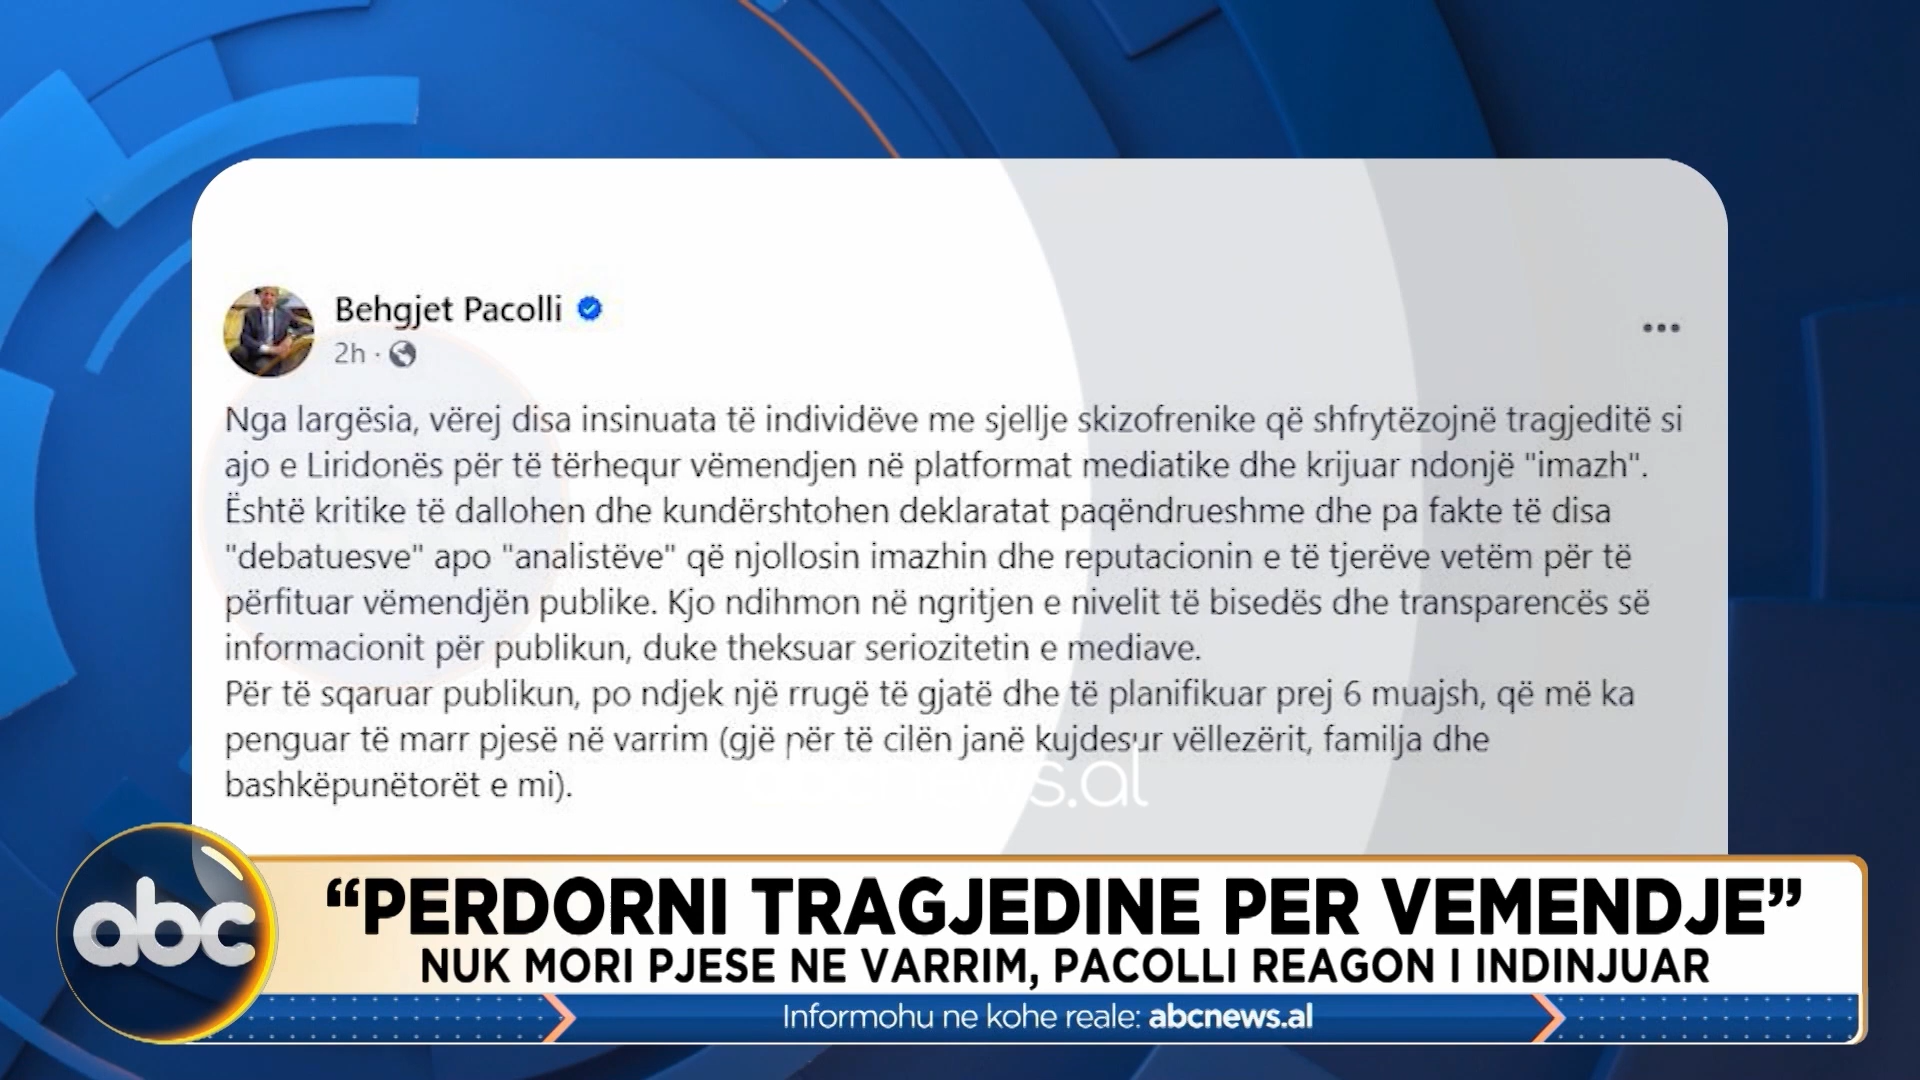 Behgjet Pacolli
2h ·
Nga largësia, vërej disa insinuata të individëve me sjellje skizofrenike që shfrytëzojnë tragjeditë si
ajo e Liridonës për të tërhequr vëmendjen në platformat mediatike dhe krijuar ndonjë "imazh".
Është kritike të dallohen dhe kundërshtohen deklaratat paqëndrueshme dhe pa fakte të disa
"debatuesve" apo "analistëve" që njollosin imazhin dhe reputacionin e të tjerëve vetëm për të
përfituar vëmendjën publike. Kjo ndihmon në ngritjen e nivelit të bisedës dhe transparencës së
informacionit për publikun, duke theksuar seriozitetin e mediave.
Për të sqaruar publikun, po ndjek një rrugë të gjatë dhe të planifikuar prej 6 muajsh, që më ka
penguar të marr pjesë në varrim (gjë për të cilën janë kujdesur vëllezërit, familja dhe
bashkëpunëtorët e mi).
abcnews.al
abc
“PERDORNI TRAGJEDINE PER VEMENDJE”
NUK MORI PJESE NE VARRIM, PACOLLI REAGON I INDINJUAR
Informohu ne kohe reale: abcnews.al